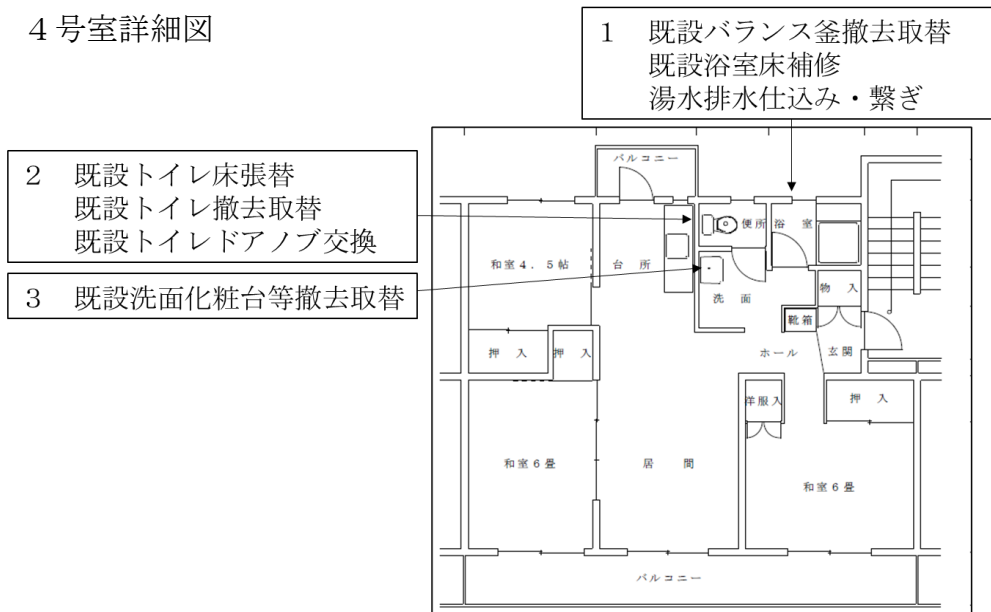 4号室詳細図
1 既設バランス釜撤去取替
既設浴室床補修
湯水排水仕込み・繋ぎ
2 既設トイレ床張替
既設トイレ撤去取替
既設トイレドアノブ交換
3 既設洗面化粧台等撤去取替
バルコニー
便所
浴室
和室4.5帖
台所
洗面
物入
靴箱
押入
押入
ホール
玄関
洋服入
押入
和室6畳
居間
和室6畳
バルコニー